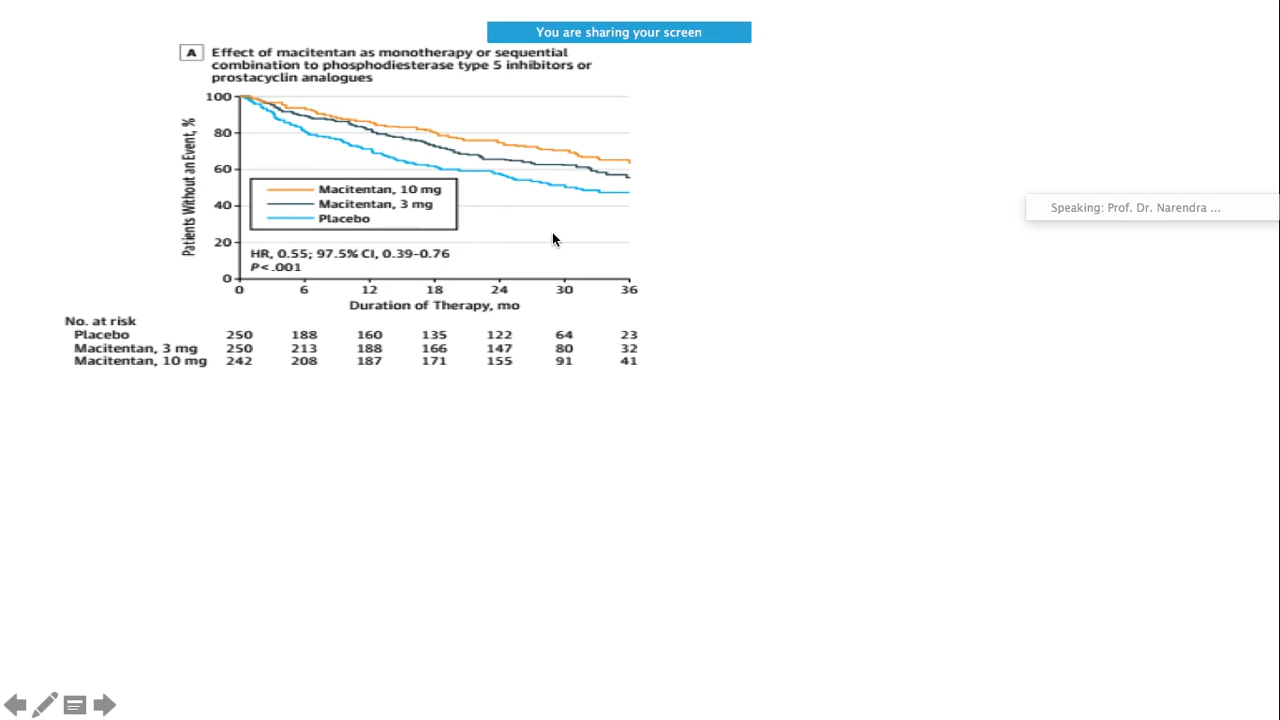 You are sharing your screen
A Effect of macitentan as monotherapy or sequential
combination to phosphodiesterase type 5 inhibitors or
prostacyclin analogues
100
80
60
40
20
0
Patients Without an Event, %
Macitentan, 10 mg
Macitentan, 3 mg
Placebo
HR, 0.55; 97.5% CI, 0.39-0.76
P<.001
0 6 12 18 24 30 36
Duration of Therapy, mo
No. at risk
Placebo 250 188 160 135 122 64 23
Macitentan, 3 mg 250 213 188 166 147 80 32
Macitentan, 10 mg 242 208 187 171 155 91 41
Speaking: Prof. Dr. Narendra ...